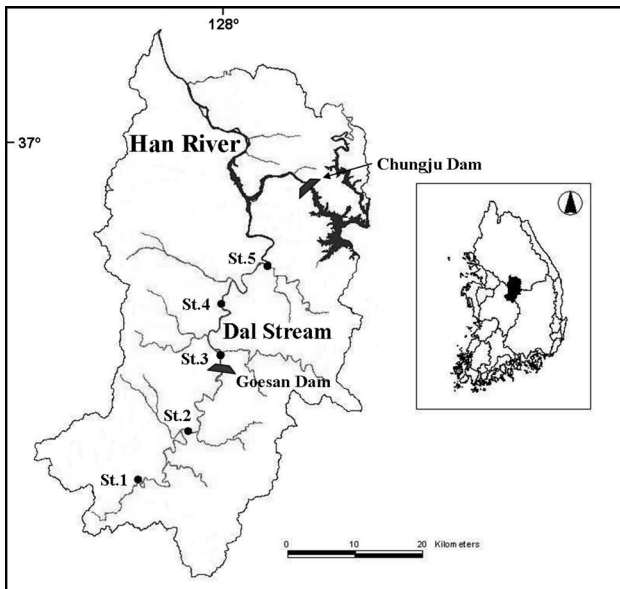 128°
37°
Han River
Chungju Dam
St.5
St.4
Dal Stream
St.3
Goesan Dam
St.2
St.1
0 10 20 Kilometers